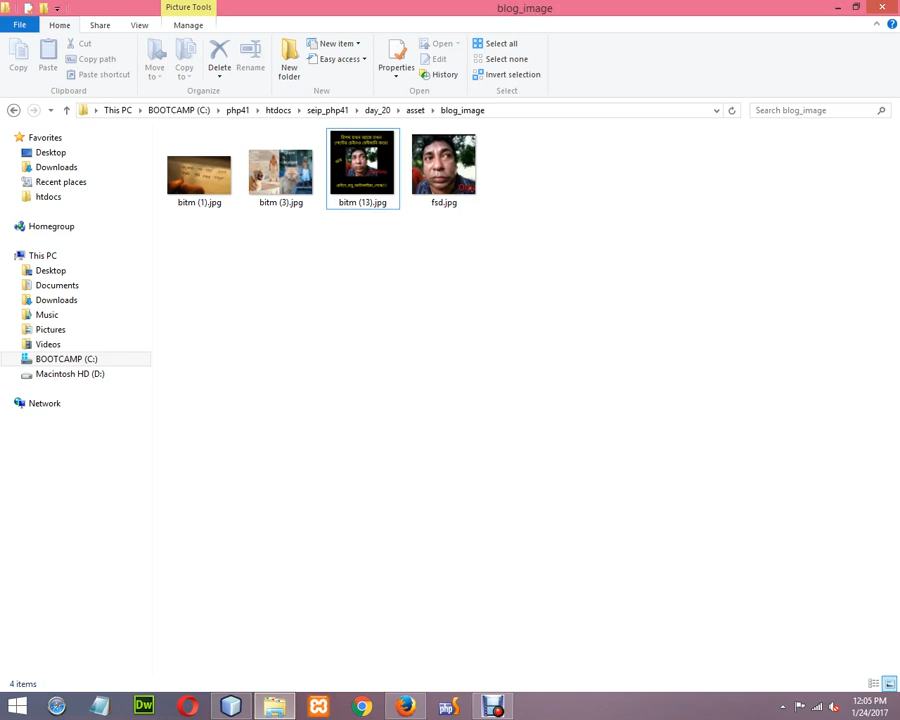 Picture Tools
blog_image
File
Home
Share
View
Manage
Copy
Paste
Cut
Copy path
Paste shortcut
Clipboard
Move to
Copy to
Delete
Rename
Organize
New folder
New item
Easy access
New
Properties
Open
Edit
History
Open
Select all
Select none
Invert selection
Select
This PC
BOOTCAMP (C:)
php41
htdocs
seip_php41
day_20
asset
blog_image
Search blog_image
Favorites
Desktop
Downloads
Recent places
htdocs
Homegroup
This PC
Desktop
Documents
Downloads
Music
Pictures
Videos
BOOTCAMP (C:)
Macintosh HD (D:)
Network
bitm (1).jpg
bitm (3).jpg
bitm (13).jpg
fsd.jpg
4 items
Dw
12:05 PM
1/24/2017